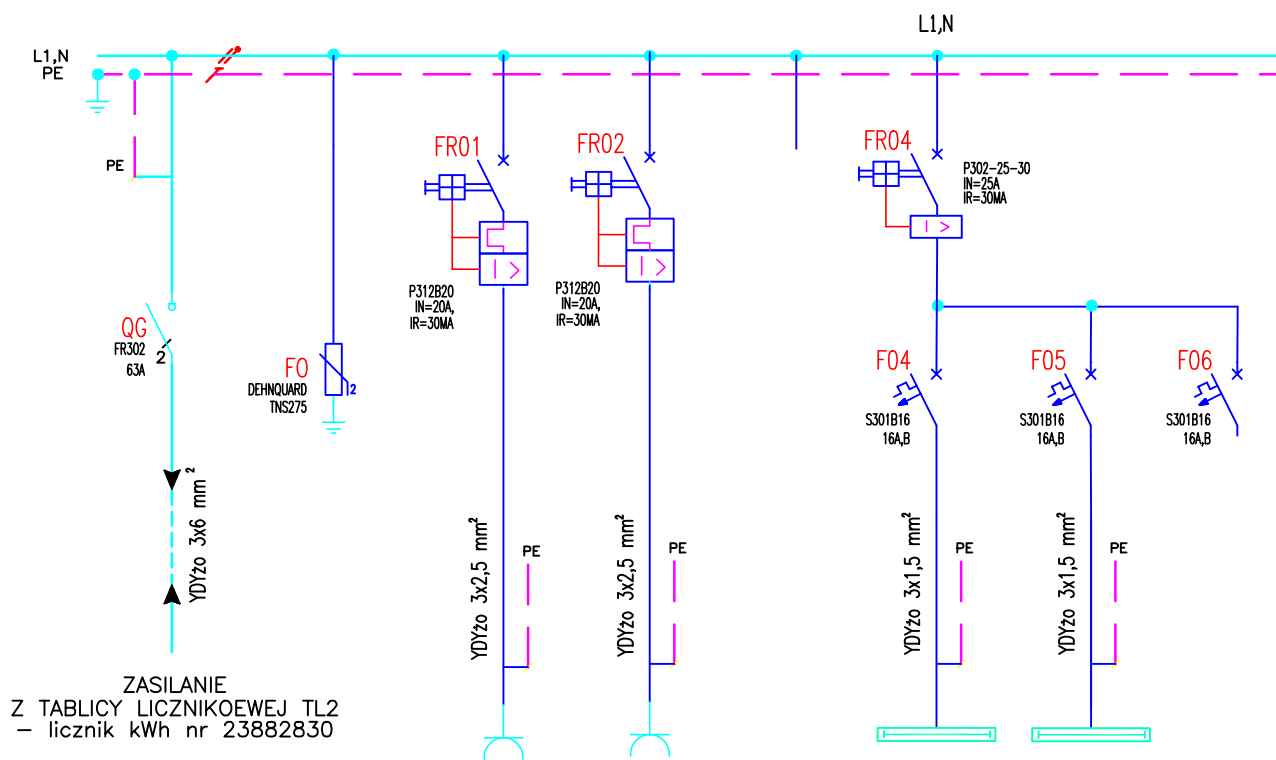 L1,N
L1,N
PE
PE
FR01
FR02
FR04
P302-25-30
IN=25A
IR=30MA
P312B20
IN=20A,
IR=30MA
P312B20
IN=20A,
IR=30MA
QG
FR302
63A
2
F0
DEHNQUARD
TNS275
2
F04
S301B16
16A,B
F05
S301B16
16A,B
F06
S301B16
16A,B
YDYżo 3x6 mm²
YDYżo 3x2,5 mm²
PE
YDYżo 3x2,5 mm²
PE
YDYżo 3x1,5 mm²
PE
YDYżo 3x1,5 mm²
PE
ZASILANIE
Z TABLICY LICZNIKOEWEJ TL2
– licznik kWh nr 23882830